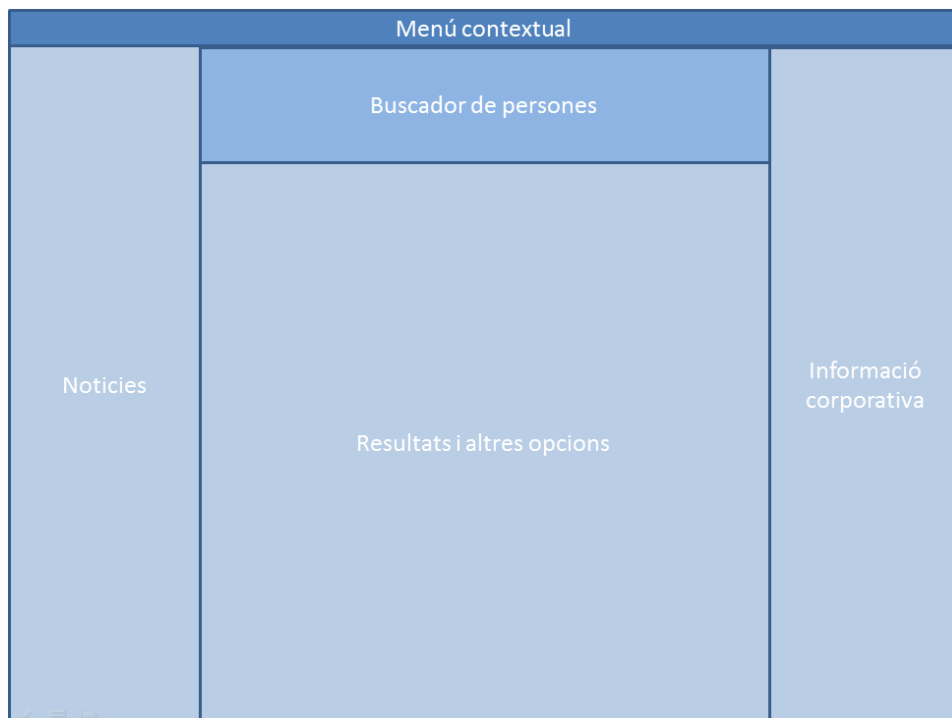 Menú contextual
Buscador de persones
Noticies
Resultats i altres opcions
Informació
corporativa